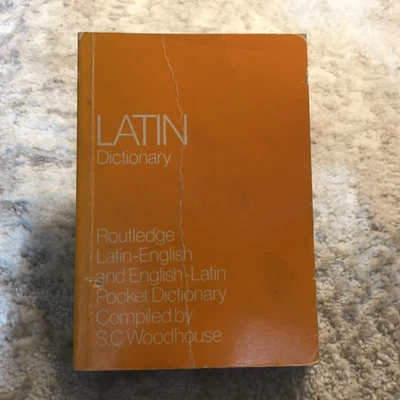 LATIN
Dictionary
Routledge
Latin-English
and English-Latin
Pocket Dictionary
Compiled by
S.C.Woodhouse